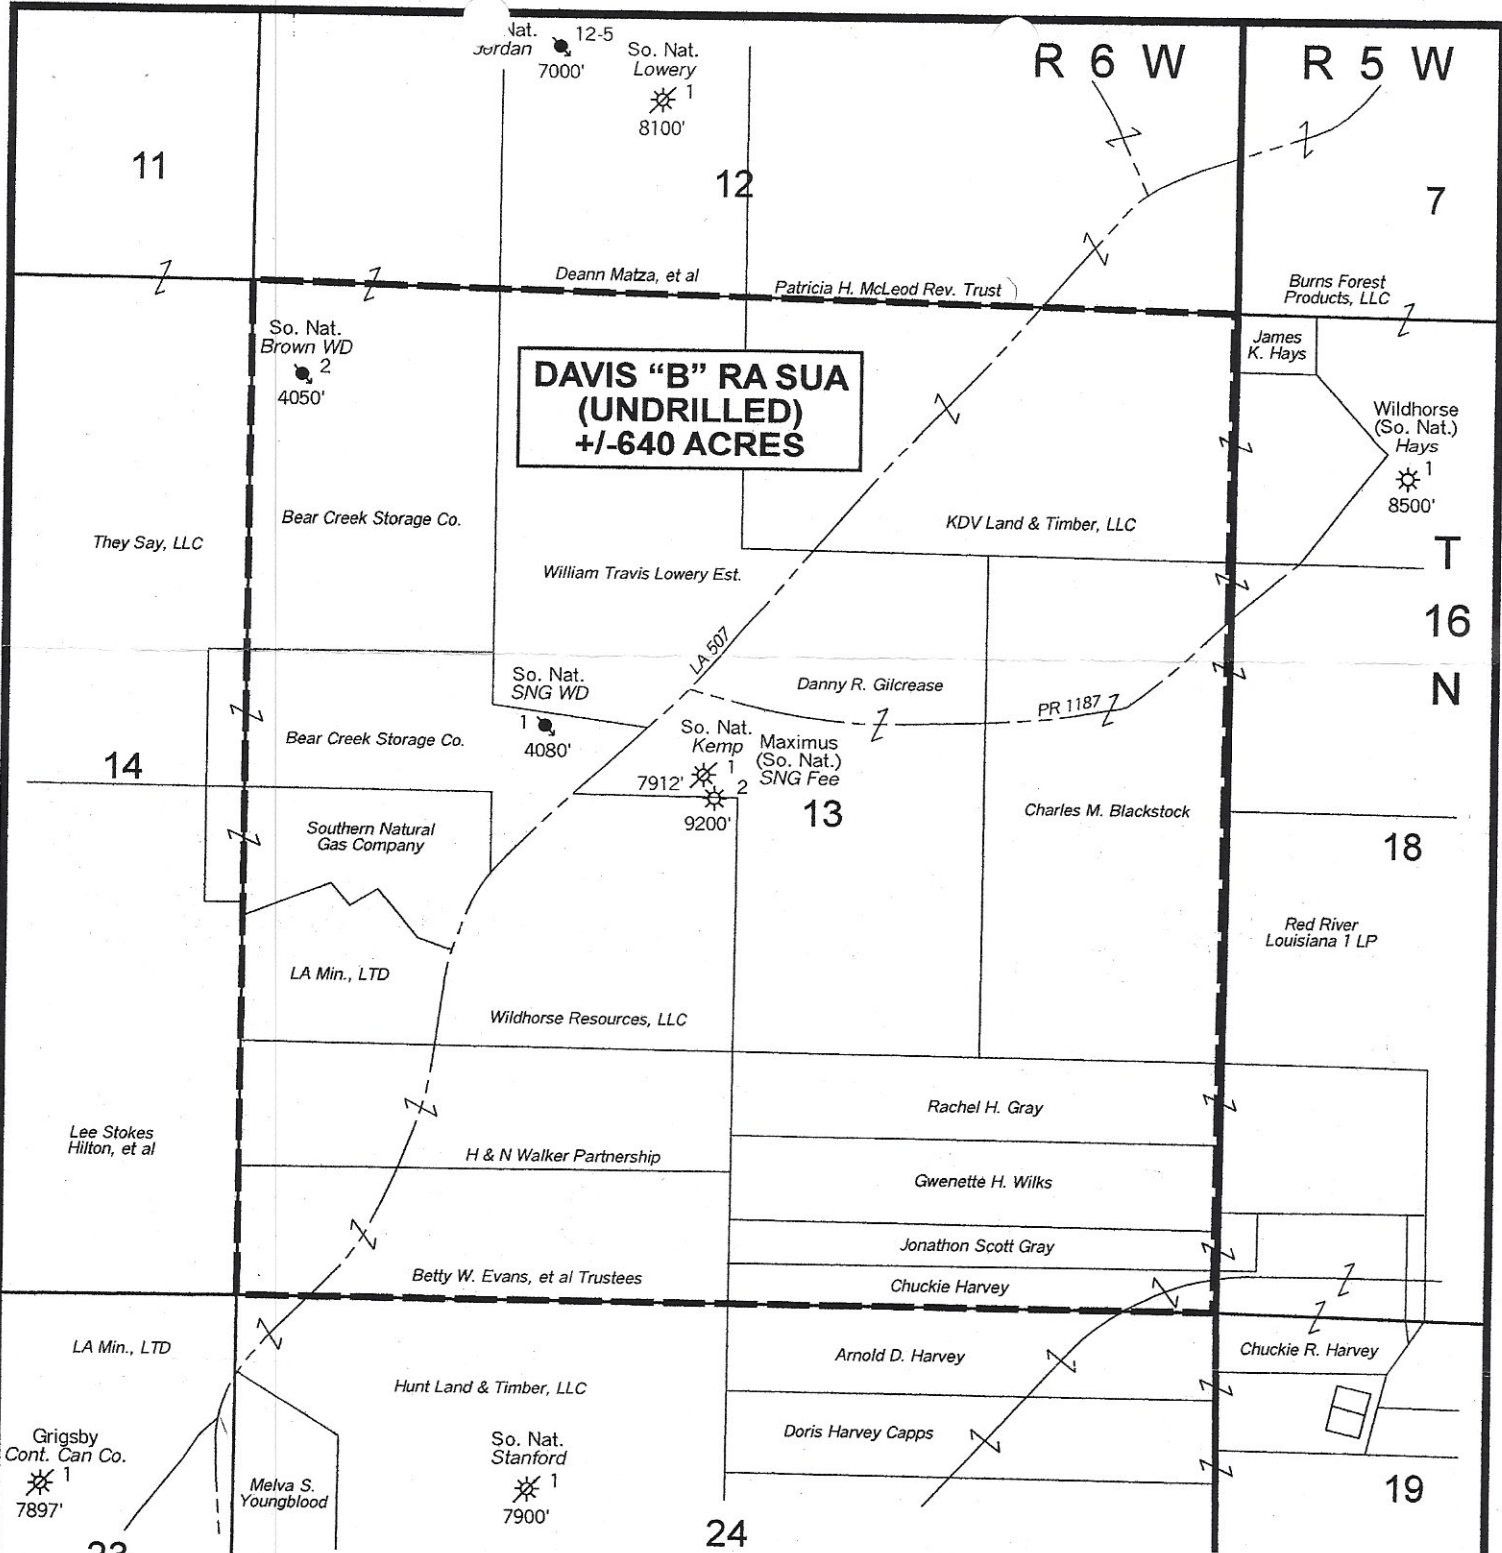 Nat.
Jordan
12-5
7000'
So. Nat.
Lowery
1
8100'
R 6 W
R 5 W
11
12
7
Deann Matza, et al
Patricia H. McLeod Rev. Trust
Burns Forest
Products, LLC
So. Nat.
Brown WD
2
4050'
DAVIS “B” RA SUA
(UNDRILLED)
+/-640 ACRES
James
K. Hays
Wildhorse
(So. Nat.)
Hays
1
8500'
They Say, LLC
Bear Creek Storage Co.
William Travis Lowery Est.
KDV Land & Timber, LLC
T
16
N
LA 507
So. Nat.
SNG WD
1
4080'
Danny R. Gilcrease
PR 1187
Bear Creek Storage Co.
14
So. Nat.
Kemp
1
7912'
Maximus
(So. Nat.)
SNG Fee
2
9200'
13
Charles M. Blackstock
18
Southern Natural
Gas Company
Red River
Louisiana 1 LP
LA Min., LTD
Wildhorse Resources, LLC
Lee Stokes
Hilton, et al
Rachel H. Gray
H & N Walker Partnership
Gwenette H. Wilks
Jonathon Scott Gray
Betty W. Evans, et al Trustees
Chuckie Harvey
LA Min., LTD
Hunt Land & Timber, LLC
Arnold D. Harvey
Chuckie R. Harvey
Doris Harvey Capps
Grigsby
Cont. Can Co.
1
7897'
Melva S.
Youngblood
So. Nat.
Stanford
1
7900'
19
24
23